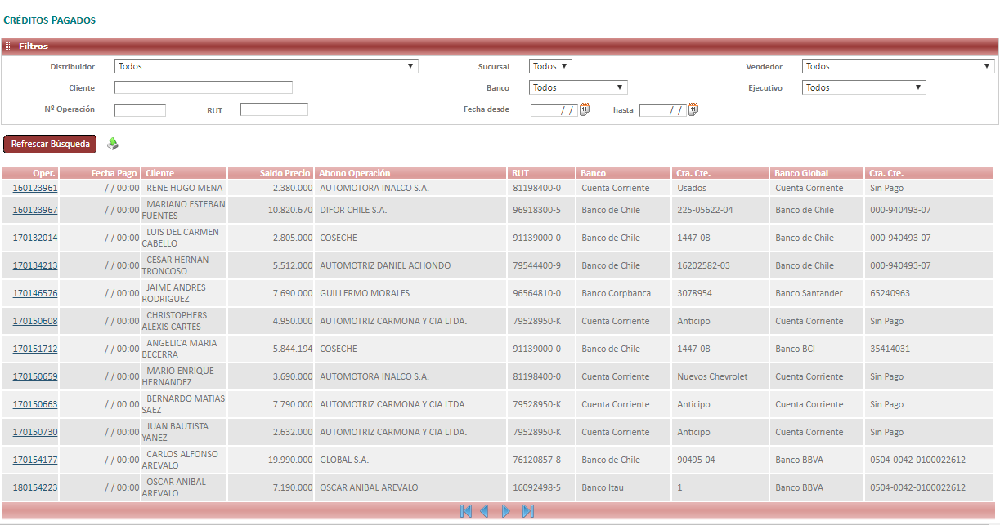 CRÉDITOS PAGADOS
Filtros
Distribuidor Todos Sucursal Todos Vendedor Todos
Cliente Banco Todos Ejecutivo Todos
Nº Operación RUT Fecha desde / / 11 hasta / / 11
Refrescar Búsqueda
Oper. Fecha Pago Cliente Saldo Precio Abono Operación RUT Banco Cta. Cte. Banco Global Cta. Cte.
160123961 / / 00:00 RENE HUGO MENA 2.380.000 AUTOMOTORA INALCO S.A. 81198400-0 Cuenta Corriente Usados Cuenta Corriente Sin Pago
160123967 / / 00:00 MARIANO ESTEBAN FUENTES 10.820.670 DIFOR CHILE S.A. 96918300-5 Banco de Chile 225-05622-04 Banco de Chile 000-940493-07
170132014 / / 00:00 LUIS DEL CARMEN CABELLO 2.805.000 COSECHE 91139000-0 Banco de Chile 1447-08 Banco de Chile 000-940493-07
170134213 / / 00:00 CESAR HERNAN TRONCOSO 5.512.000 AUTOMOTRIZ DANIEL ACHONDO 79544400-9 Banco de Chile 16202582-03 Banco de Chile 000-940493-07
170146576 / / 00:00 JAIME ANDRES RODRIGUEZ 7.690.000 GUILLERMO MORALES 96564810-0 Banco Corpbanca 3078954 Banco Santander 65240963
170150608 / / 00:00 CHRISTOPHERS ALEXIS CARTES 4.950.000 AUTOMOTRIZ CARMONA Y CIA LTDA. 79528950-K Cuenta Corriente Anticipo Cuenta Corriente Sin Pago
170151712 / / 00:00 ANGELICA MARIA BECERRA 5.844.194 COSECHE 91139000-0 Banco de Chile 1447-08 Banco BCI 35414031
170150659 / / 00:00 MARIO ENRIQUE HERNANDEZ 3.690.000 AUTOMOTORA INALCO S.A. 81198400-0 Cuenta Corriente Nuevos Chevrolet Cuenta Corriente Sin Pago
170150663 / / 00:00 BERNARDO MATIAS SAEZ 7.790.000 AUTOMOTRIZ CARMONA Y CIA LTDA. 79528950-K Cuenta Corriente Anticipo Cuenta Corriente Sin Pago
170150730 / / 00:00 JUAN BAUTISTA YANEZ 2.632.000 AUTOMOTRIZ CARMONA Y CIA LTDA. 79528950-K Cuenta Corriente Anticipo Cuenta Corriente Sin Pago
170154177 / / 00:00 CARLOS ALFONSO AREVALO 19.990.000 GLOBAL S.A. 76120857-8 Banco de Chile 90495-04 Banco BBVA 0504-0042-0100022612
180154223 / / 00:00 OSCAR ANIBAL AREVALO 7.190.000 OSCAR ANIBAL AREVALO 16092498-5 Banco Itau 1 Banco BBVA 0504-0042-0100022612